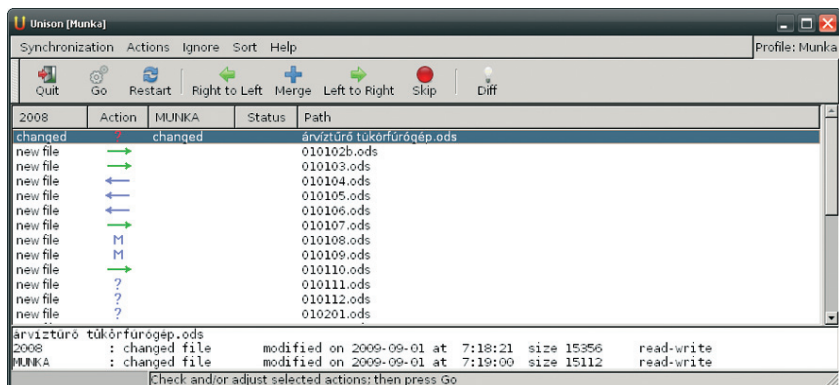 Unison [Munka]
Synchronization Actions Ignore Sort Help Profile: Munka
Quit Go Restart Right to Left Merge Left to Right Skip Diff
2008 Action MUNKA Status Path
changed ? changed árvíztűrő tükörfúrógép.ods
new file 010102b.ods
new file 010103.ods
new file 010104.ods
new file 010105.ods
new file 010106.ods
new file 010107.ods
new file M 010108.ods
new file M 010109.ods
new file 010110.ods
new file ? 010111.ods
new file ? 010112.ods
new file ? 010201.ods
árvíztűrő tükörfúrógép.ods
2008 : changed file modified on 2009-09-01 at 7:18:21 size 15356 read-write
MUNKA : changed file modified on 2009-09-01 at 7:19:00 size 15112 read-write
Check and/or adjust selected actions; then press Go